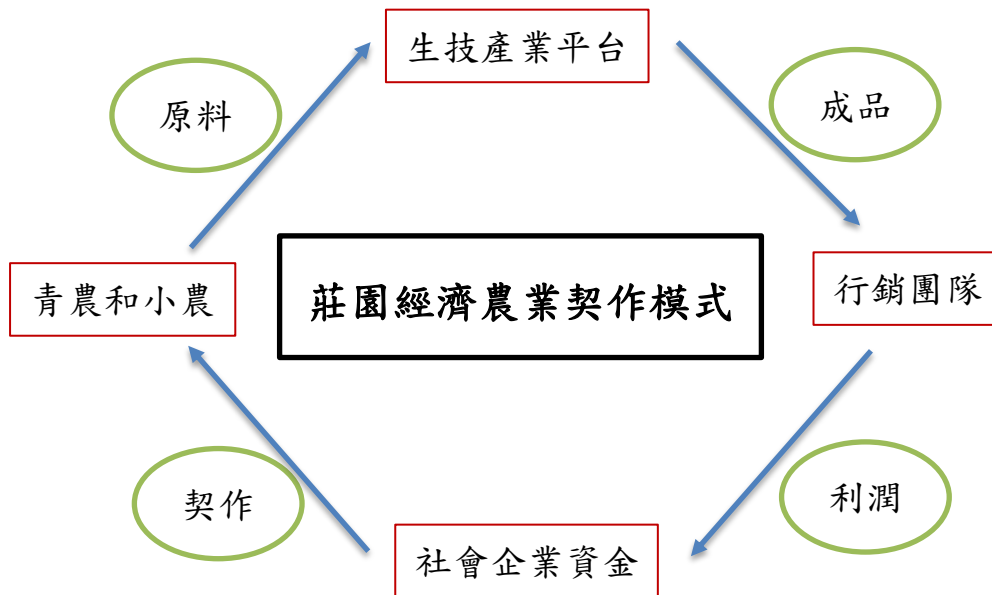 生技產業平台
原料
成品
青農和小農
莊園經濟農業契作模式
行銷團隊
契作
利潤
社會企業資金